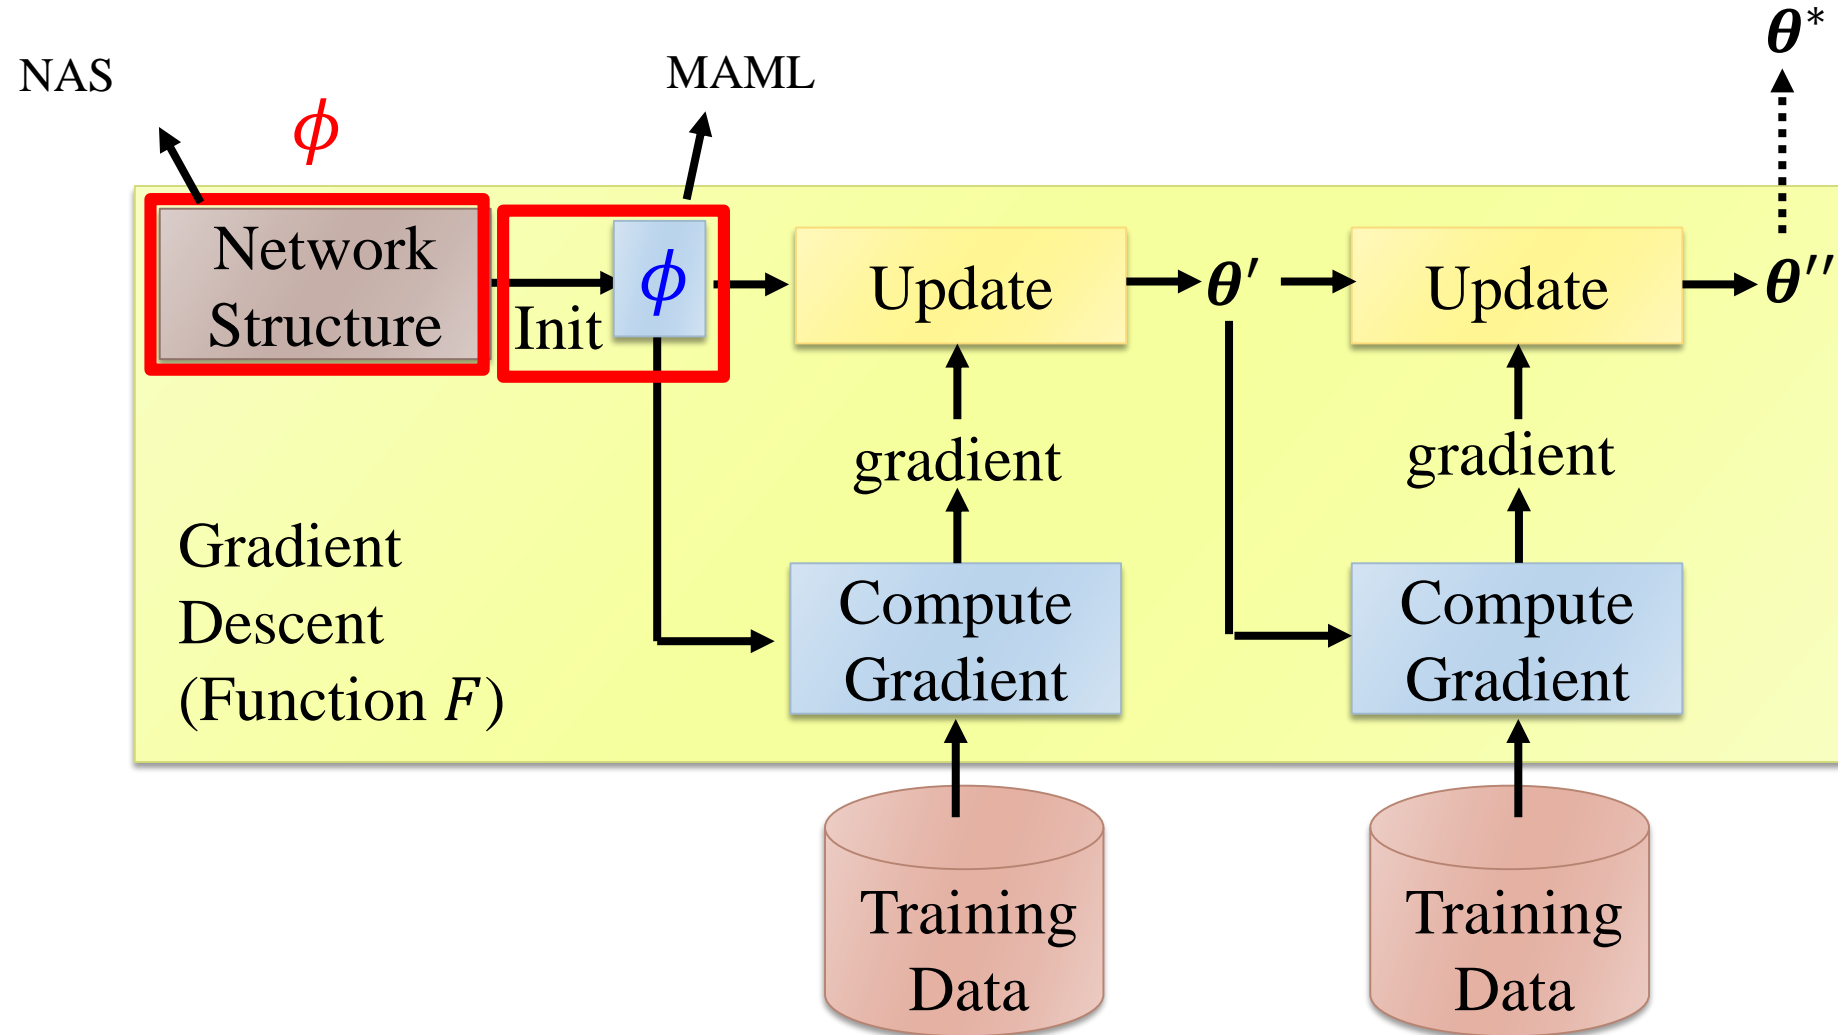 θ*
NAS
MAML
ϕ
Network
Structure
Init
ϕ
Update
θ′
Update
θ′′
gradient
gradient
Gradient
Descent
(Function F)
Compute
Gradient
Compute
Gradient
Training
Data
Training
Data